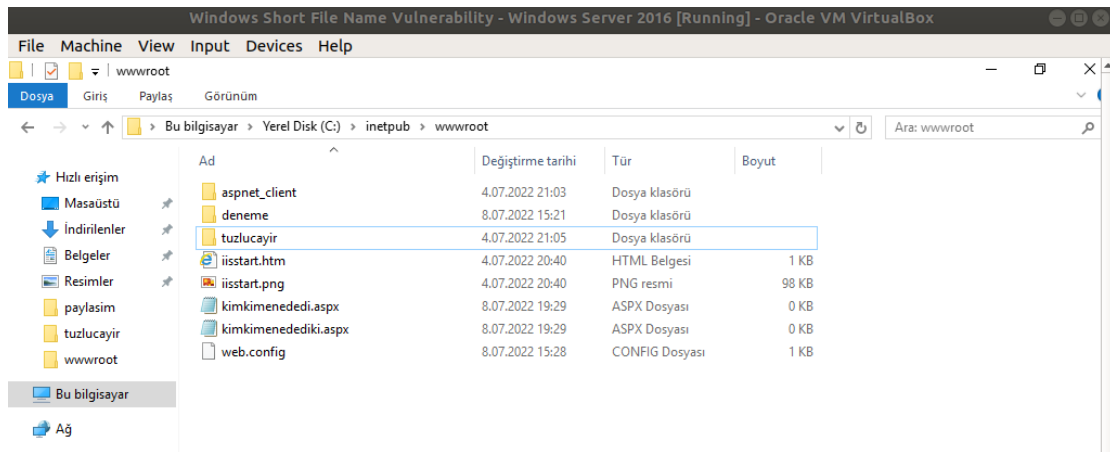 Windows Short File Name Vulnerability - Windows Server 2016 [Running] - Oracle VM VirtualBox
File Machine View Input Devices Help
wwwroot
Dosya Giriş Paylaş Görünüm
Bu bilgisayar > Yerel Disk (C:) > inetpub > wwwroot Ara: wwwroot
Ad Değiştirme tarihi Tür Boyut
Hızlı erişim
Masaüstü
İndirilenler
Belgeler
Resimler
paylasim
tuzlucayir
wwwroot
Bu bilgisayar
Ağ
aspnet_client 4.07.2022 21:03 Dosya klasörü
deneme 8.07.2022 15:21 Dosya klasörü
tuzlucayir 4.07.2022 21:05 Dosya klasörü
iisstart.htm 4.07.2022 20:40 HTML Belgesi 1 KB
iisstart.png 4.07.2022 20:40 PNG resmi 98 KB
kimkimenededi.aspx 8.07.2022 19:29 ASPX Dosyası 0 KB
kimkimenedediki.aspx 8.07.2022 19:29 ASPX Dosyası 0 KB
web.config 8.07.2022 15:28 CONFIG Dosyası 1 KB